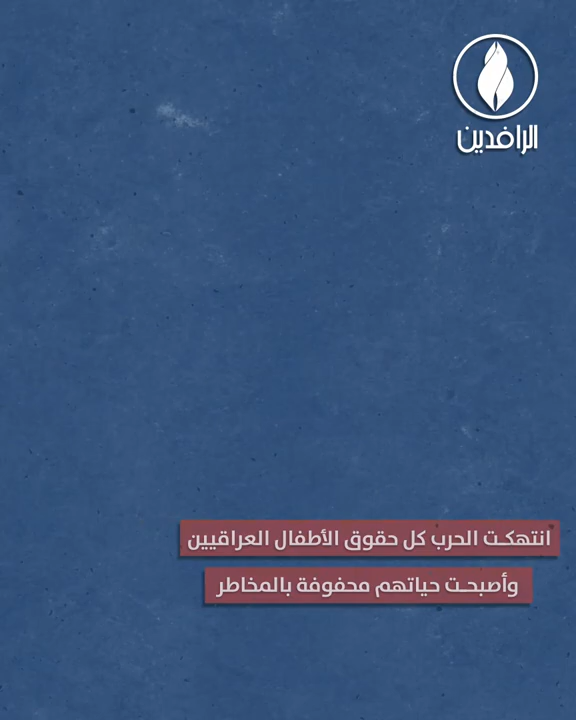 الرافدين
انتهكت الحرب كل حقوق الأطفال العراقيين
وأصبحت حياتهم محفوفة بالمخاطر